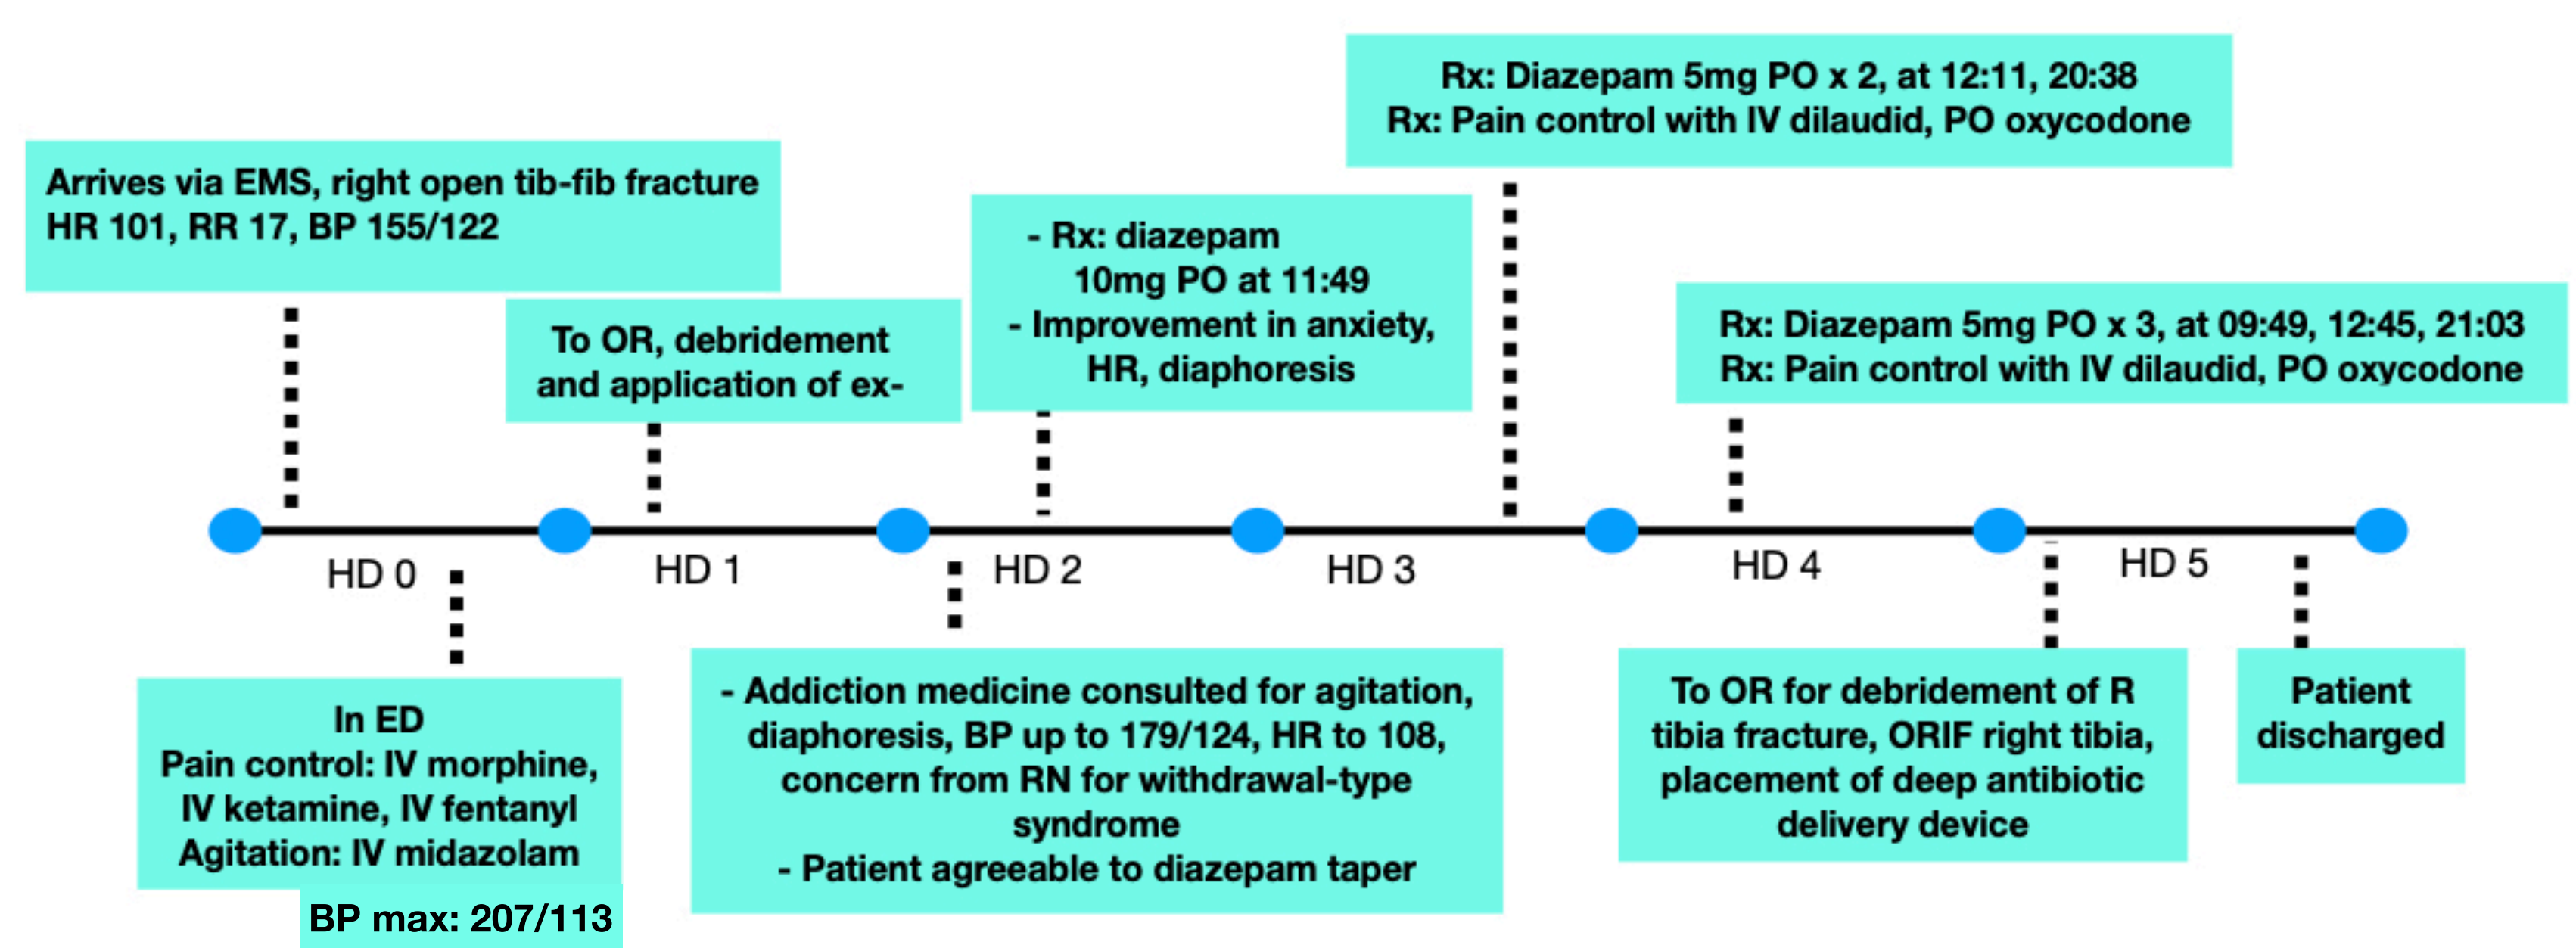 Rx: Diazepam 5mg PO x 2, at 12:11, 20:38
Rx: Pain control with IV dilaudid, PO oxycodone
Arrives via EMS, right open tib-fib fracture
HR 101, RR 17, BP 155/122
- Rx: diazepam
10mg PO at 11:49
- Improvement in anxiety,
HR, diaphoresis
To OR, debridement
and application of ex-
Rx: Diazepam 5mg PO x 3, at 09:49, 12:45, 21:03
Rx: Pain control with IV dilaudid, PO oxycodone
HD 0
HD 1
HD 2
HD 3
HD 4
HD 5
In ED
Pain control: IV morphine,
IV ketamine, IV fentanyl
Agitation: IV midazolam
BP max: 207/113
- Addiction medicine consulted for agitation,
diaphoresis, BP up to 179/124, HR to 108,
concern from RN for withdrawal-type
syndrome
- Patient agreeable to diazepam taper
To OR for debridement of R
tibia fracture, ORIF right tibia,
placement of deep antibiotic
delivery device
Patient
discharged